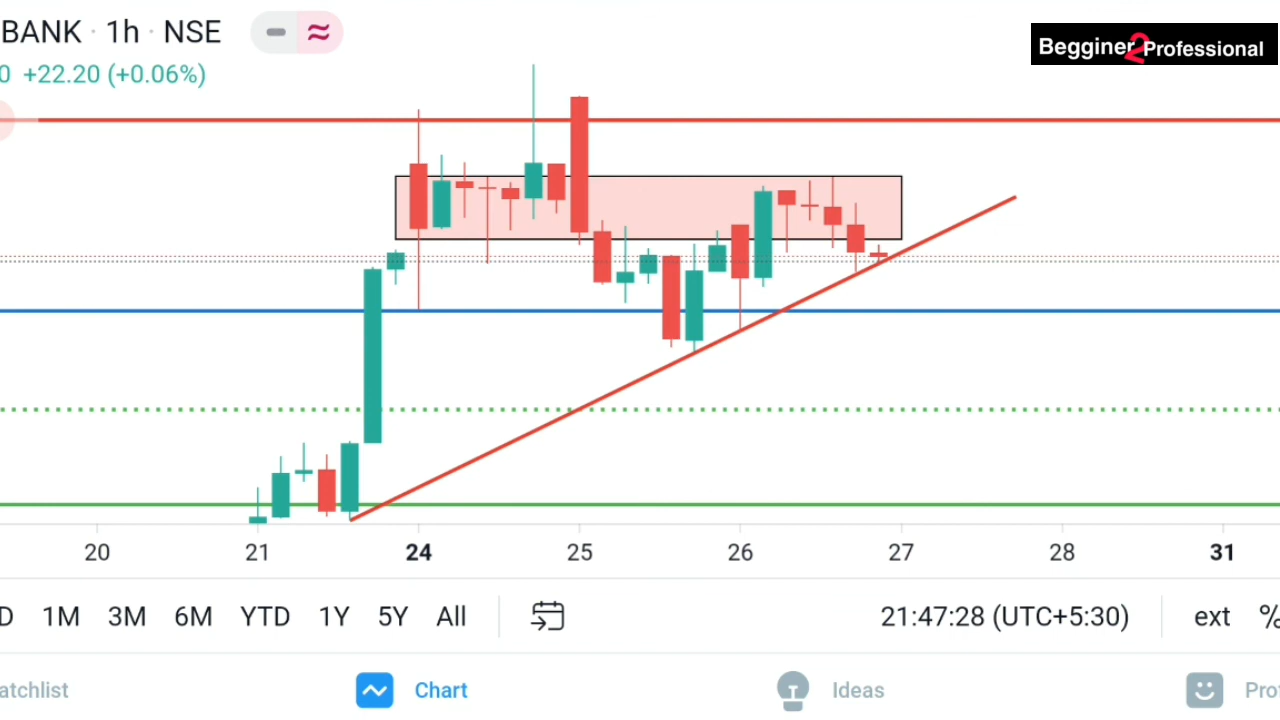 BANK · 1h · NSE
Begginer2Professional
0 +22.20 (+0.06%)
20 21 24 25 26 27 28 31
D 1M 3M 6M YTD 1Y 5Y All 21:47:28 (UTC+5:30) ext %
atchlist Chart Ideas Prof